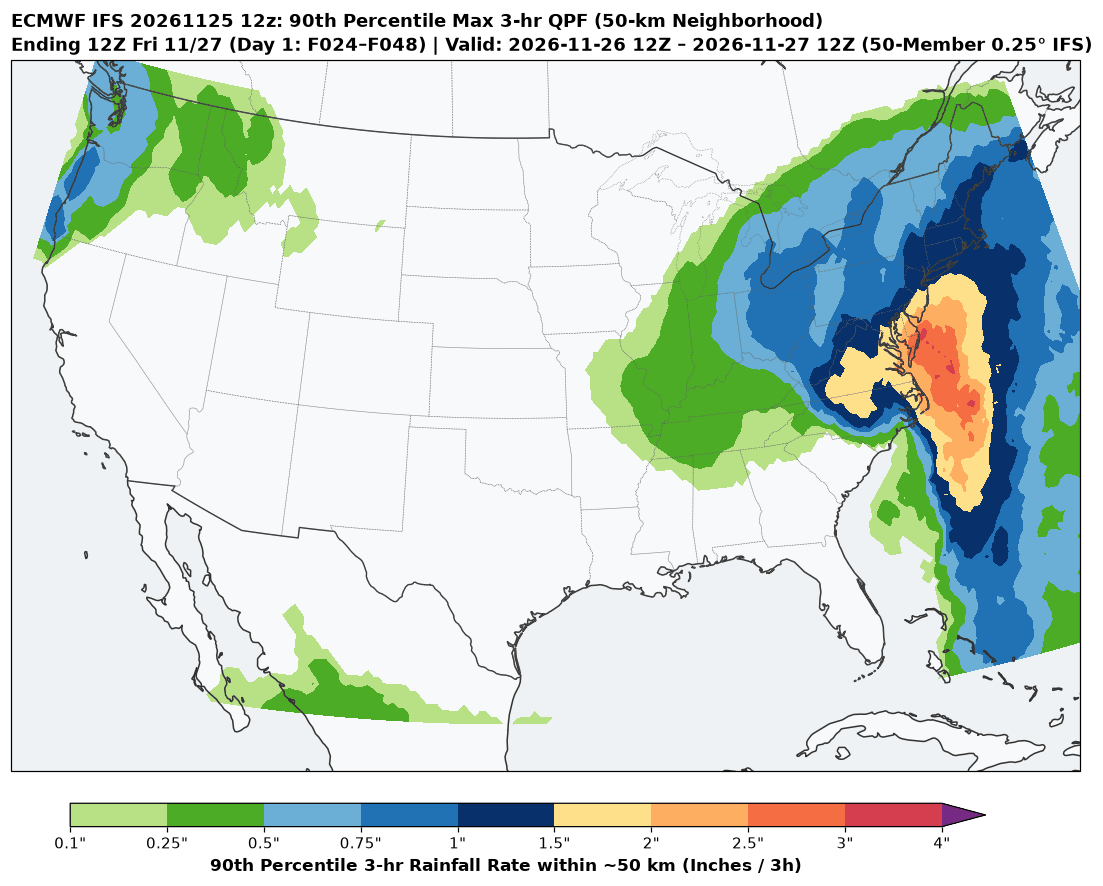 ECMWF IFS 20261125 12z: 90th Percentile Max 3-hr QPF (50-km Neighborhood)
Ending 12Z Fri 11/27 (Day 1: F024–F048) | Valid: 2026-11-26 12Z – 2026-11-27 12Z (50-Member 0.25° IFS)
0.1" 0.25" 0.5" 0.75" 1" 1.5" 2" 2.5" 3" 4"
90th Percentile 3-hr Rainfall Rate within ~50 km (Inches / 3h)